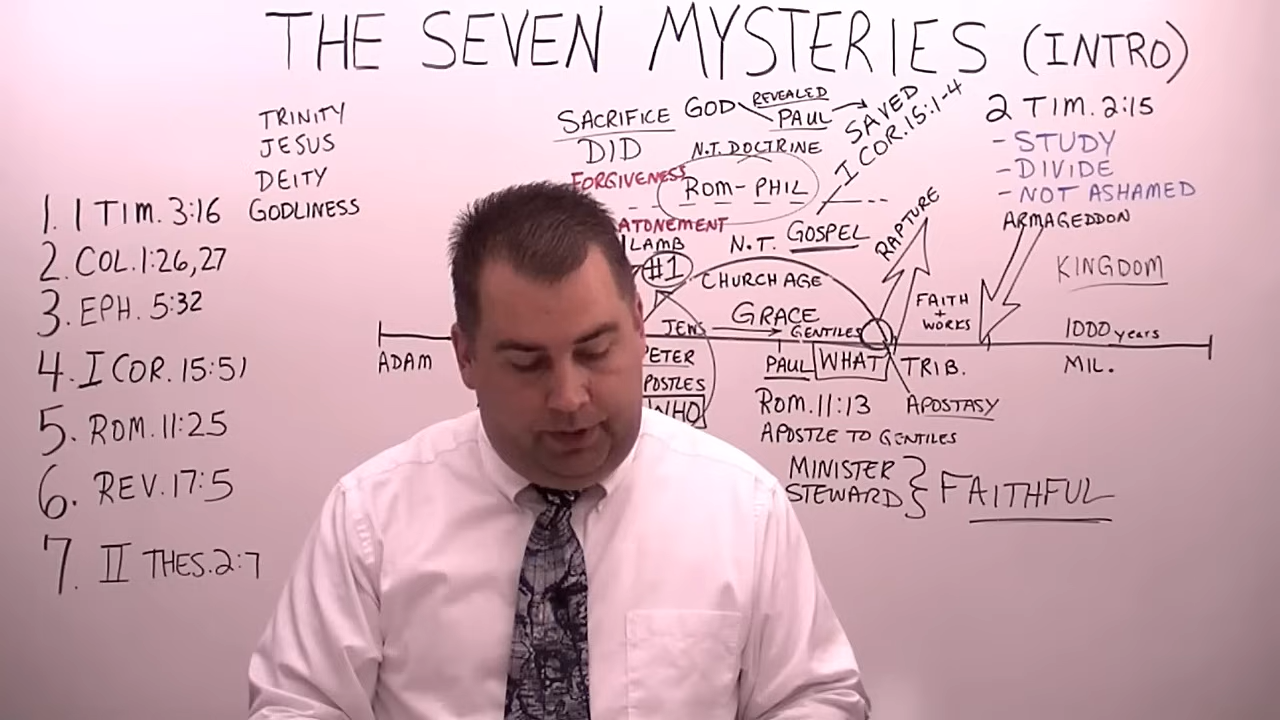 THE SEVEN MYSTERIES (INTRO)
TRINITY
JESUS
DEITY
GODLINESS
1. 1 TIM. 3:16
2. COL. 1:26,27
3. EPH. 5:32
4. I COR. 15:51
5. ROM. 11:25
6. REV. 17:5
7. II THES. 2:7
SACRIFICE
DID
FORGIVENESS
ATONEMENT
LAMB
#1
GOD
REVEALED
PAUL
SAVED
I COR. 15:1-4
N.T. DOCTRINE
ROM-PHIL
N.T. GOSPEL
CHURCH AGE
GRACE
JEWS
GENTILES
RAPTURE
2 TIM. 2:15
- STUDY
- DIVIDE
- NOT ASHAMED
ARMAGEDDON
KINGDOM
FAITH
+
WORKS
1000 years
ADAM
ETER
POSTLES
WHO
PAUL
WHAT
TRIB.
MIL.
ROM. 11:13
APOSTASY
APOSTLE TO GENTILES
MINISTER
STEWARD
FAITHFUL